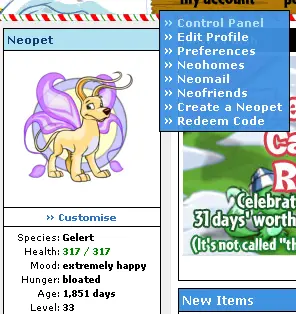 my account
Neopet
» Customise
Species: Gelert
Health: 317 / 317
Mood: extremely happy
Hunger: bloated
Age: 1,851 days
Level: 33
» Control Panel
» Edit Profile
» Preferences
» Neohomes
» Neomail
» Neofriends
» Create a Neopet
» Redeem Code
Celebrat
31 days' worth
(It's not called "th
New Items